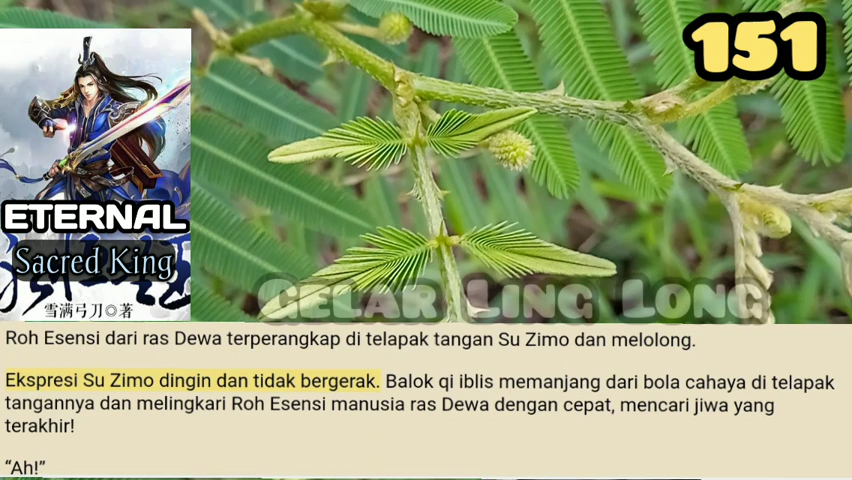 151
ETERNAL
Sacred King
雪满弓刀◎著
Gelar Ling Long
Roh Esensi dari ras Dewa terperangkap di telapak tangan Su Zimo dan melolong.
Ekspresi Su Zimo dingin dan tidak bergerak. Balok qi iblis memanjang dari bola cahaya di telapak
tangannya dan melingkari Roh Esensi manusia ras Dewa dengan cepat, mencari jiwa yang
terakhir!
“Ah!”